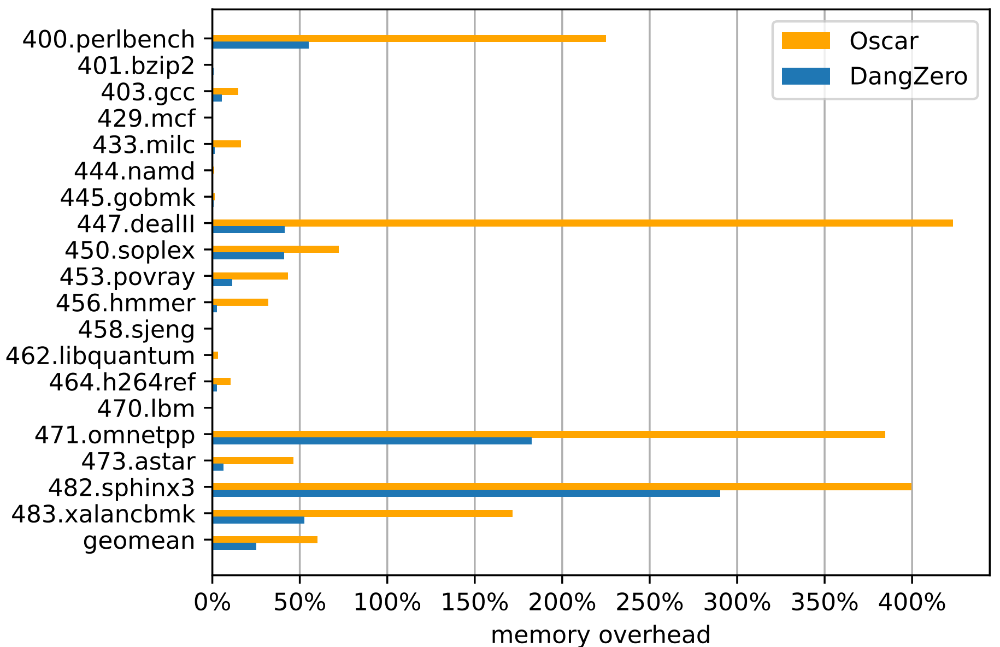 Oscar
DangZero
400.perlbench
401.bzip2
403.gcc
429.mcf
433.milc
444.namd
445.gobmk
447.dealII
450.soplex
453.povray
456.hmmer
458.sjeng
462.libquantum
464.h264ref
470.lbm
471.omnetpp
473.astar
482.sphinx3
483.xalancbmk
geomean
0% 50% 100% 150% 200% 250% 300% 350% 400%
memory overhead